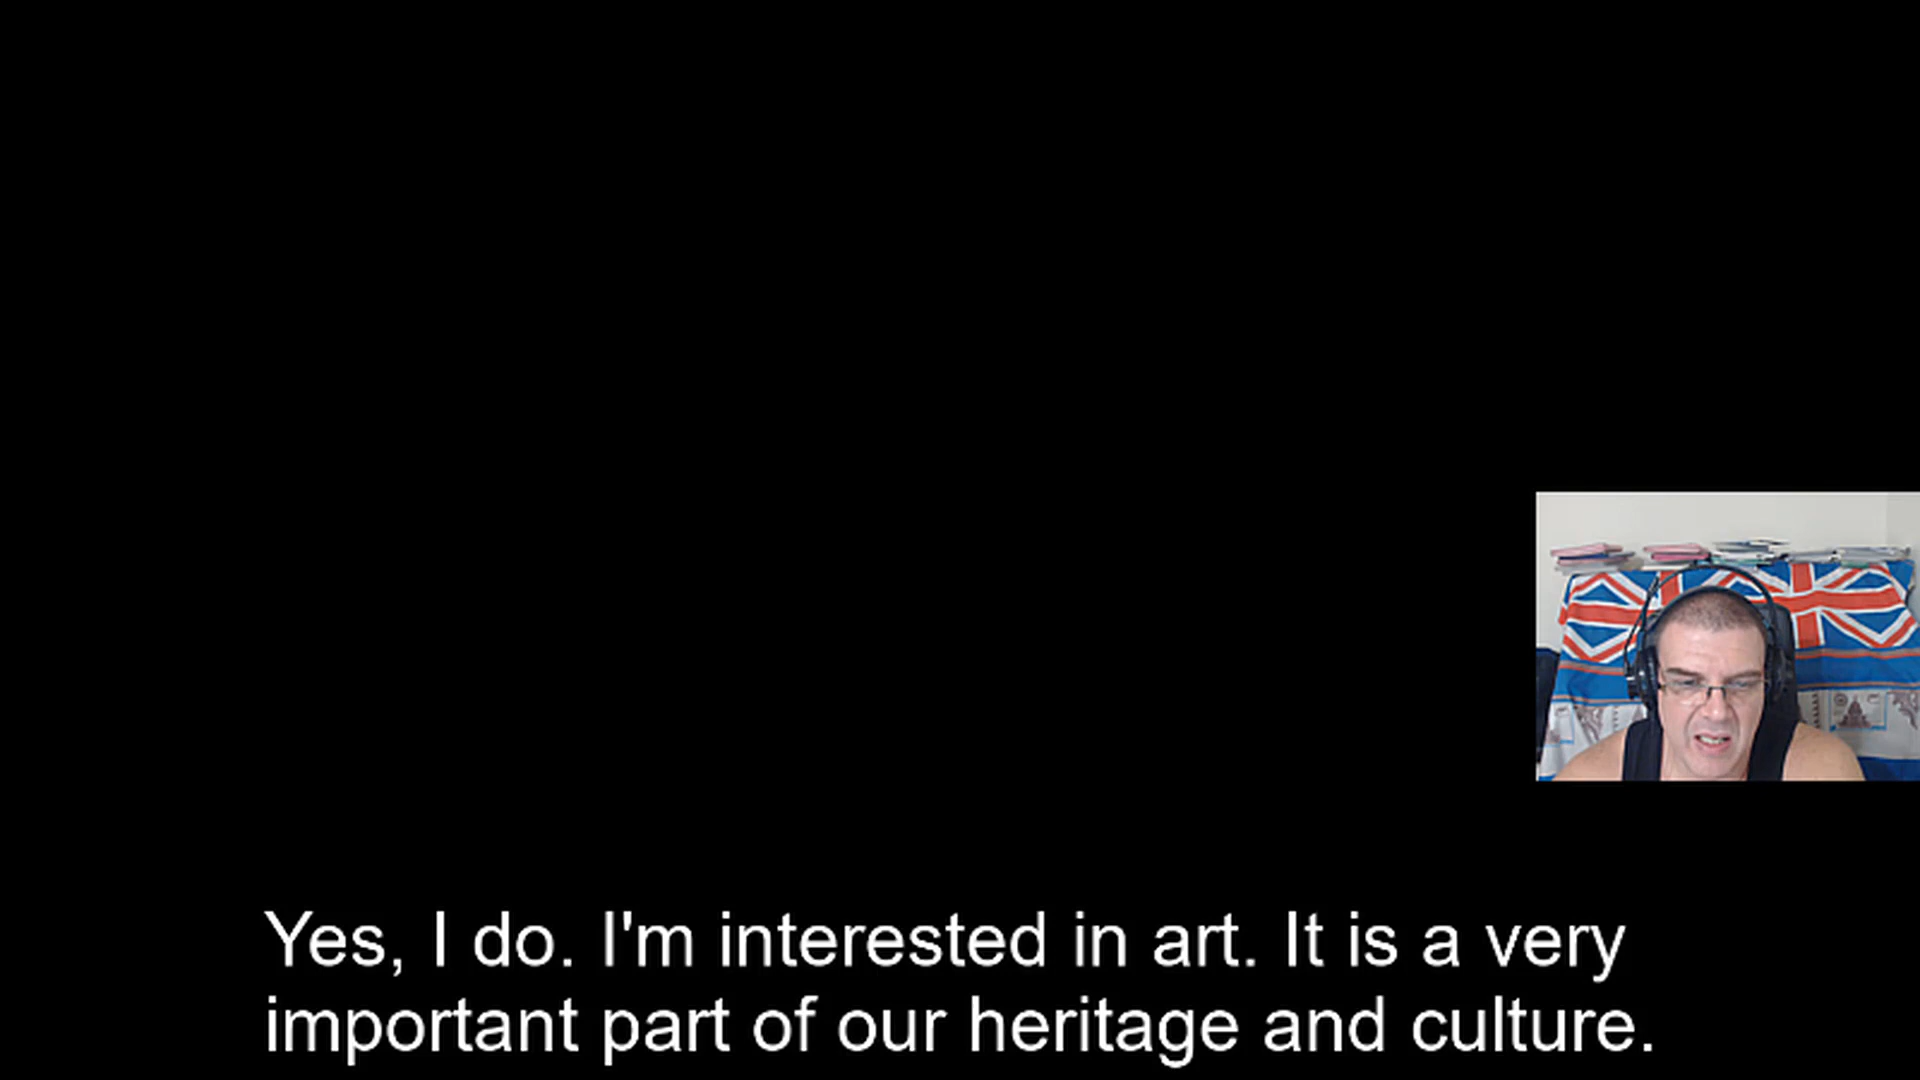 Yes, I do. I'm interested in art. It is a very
important part of our heritage and culture.